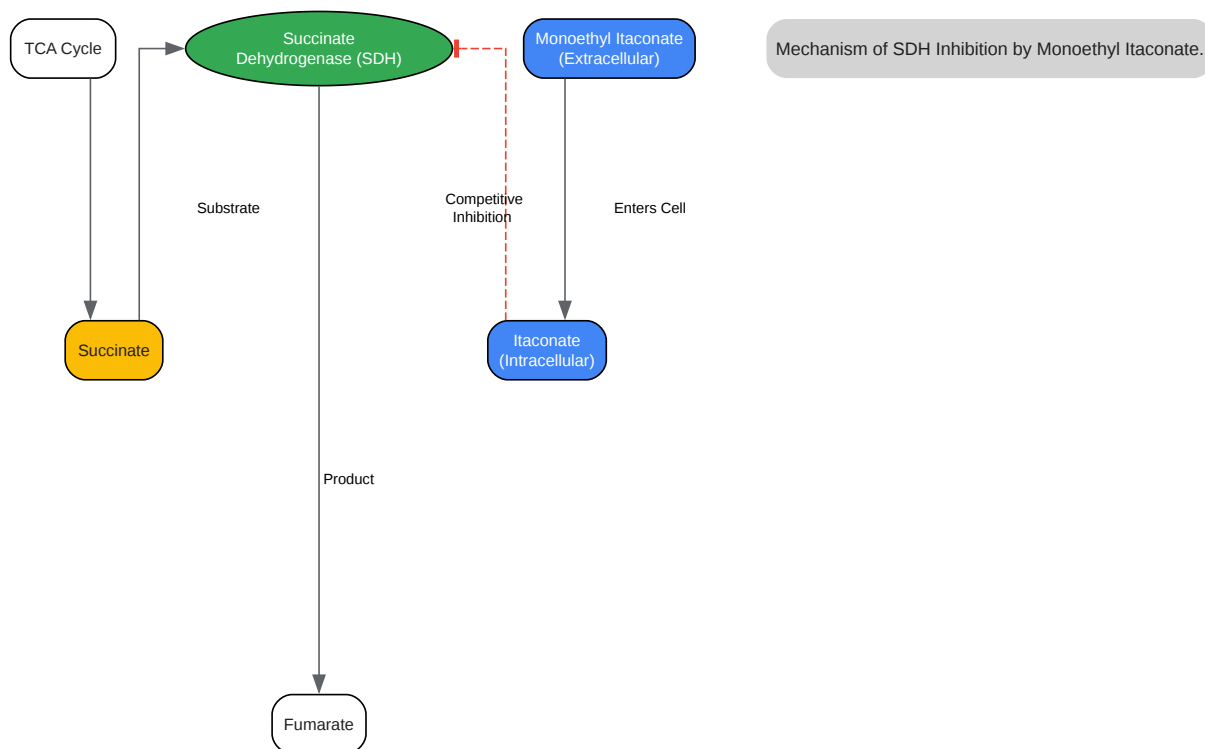 TCA Cycle
Succinate
Dehydrogenase (SDH)
Monoethyl Itaconate
(Extracellular)
Mechanism of SDH Inhibition by Monoethyl Itaconate.
Substrate
Competitive
Inhibition
Enters Cell
Succinate
Itaconate
(Intracellular)
Product
Fumarate